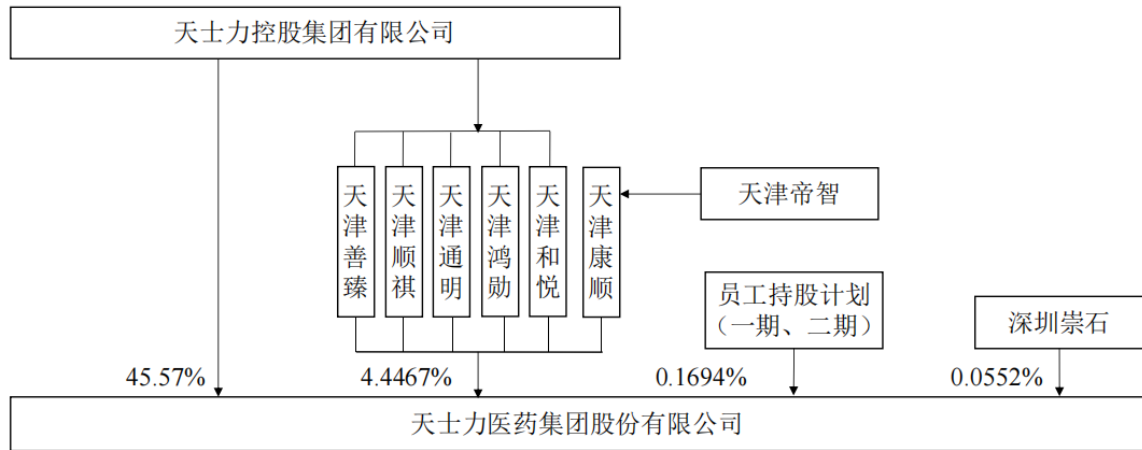 天士力控股集团有限公司
天津善臻
天津顺祺
天津通明
天津鸿勋
天津和悦
天津康顺
天津帝智
员工持股计划
（一期、二期）
深圳崇石
45.57%
4.4467%
0.1694%
0.0552%
天士力医药集团股份有限公司